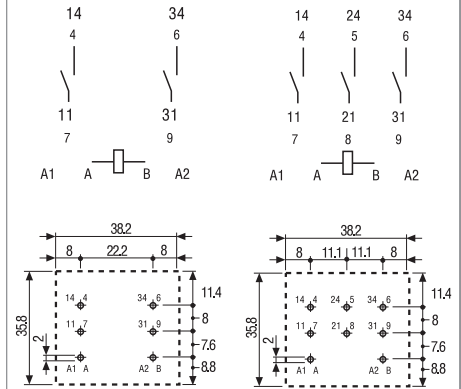 14 34 14 24 34
4 6 4 5 6
11 31 11 21 31
7 9 7 8 9
A1 A B A2 A1 A B A2
38.2 38.2
8 22.2 8 8 11.1 11.1 8
14 4 34 6 11.4 14 4 24 5 34 6 11.4
8 8
35.8 11 7 31 9 35.8 11 7 21 8 31 9
7.6 7.6
2 2
A1 A A2 B 8.8 A1 A A2 B 8.8